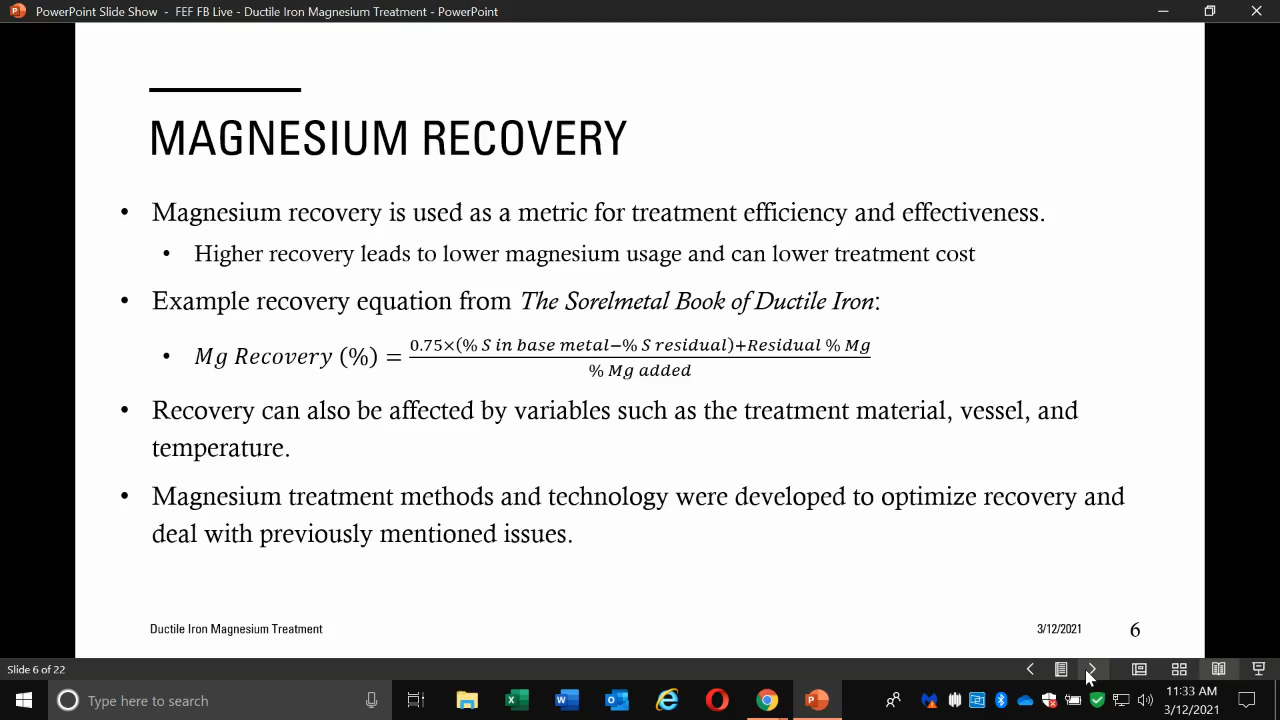 PowerPoint Slide Show - FEF FB Live - Ductile Iron Magnesium Treatment - PowerPoint
MAGNESIUM RECOVERY
• Magnesium recovery is used as a metric for treatment efficiency and effectiveness.
• Higher recovery leads to lower magnesium usage and can lower treatment cost
• Example recovery equation from The Sorelmetal Book of Ductile Iron:
• Mg Recovery (%) = 0.75×(% S in base metal−% S residual)+Residual % Mg
% Mg added
• Recovery can also be affected by variables such as the treatment material, vessel, and
temperature.
• Magnesium treatment methods and technology were developed to optimize recovery and
deal with previously mentioned issues.
Ductile Iron Magnesium Treatment
3/12/2021
6
Slide 6 of 22
Type here to search
11:33 AM
3/12/2021